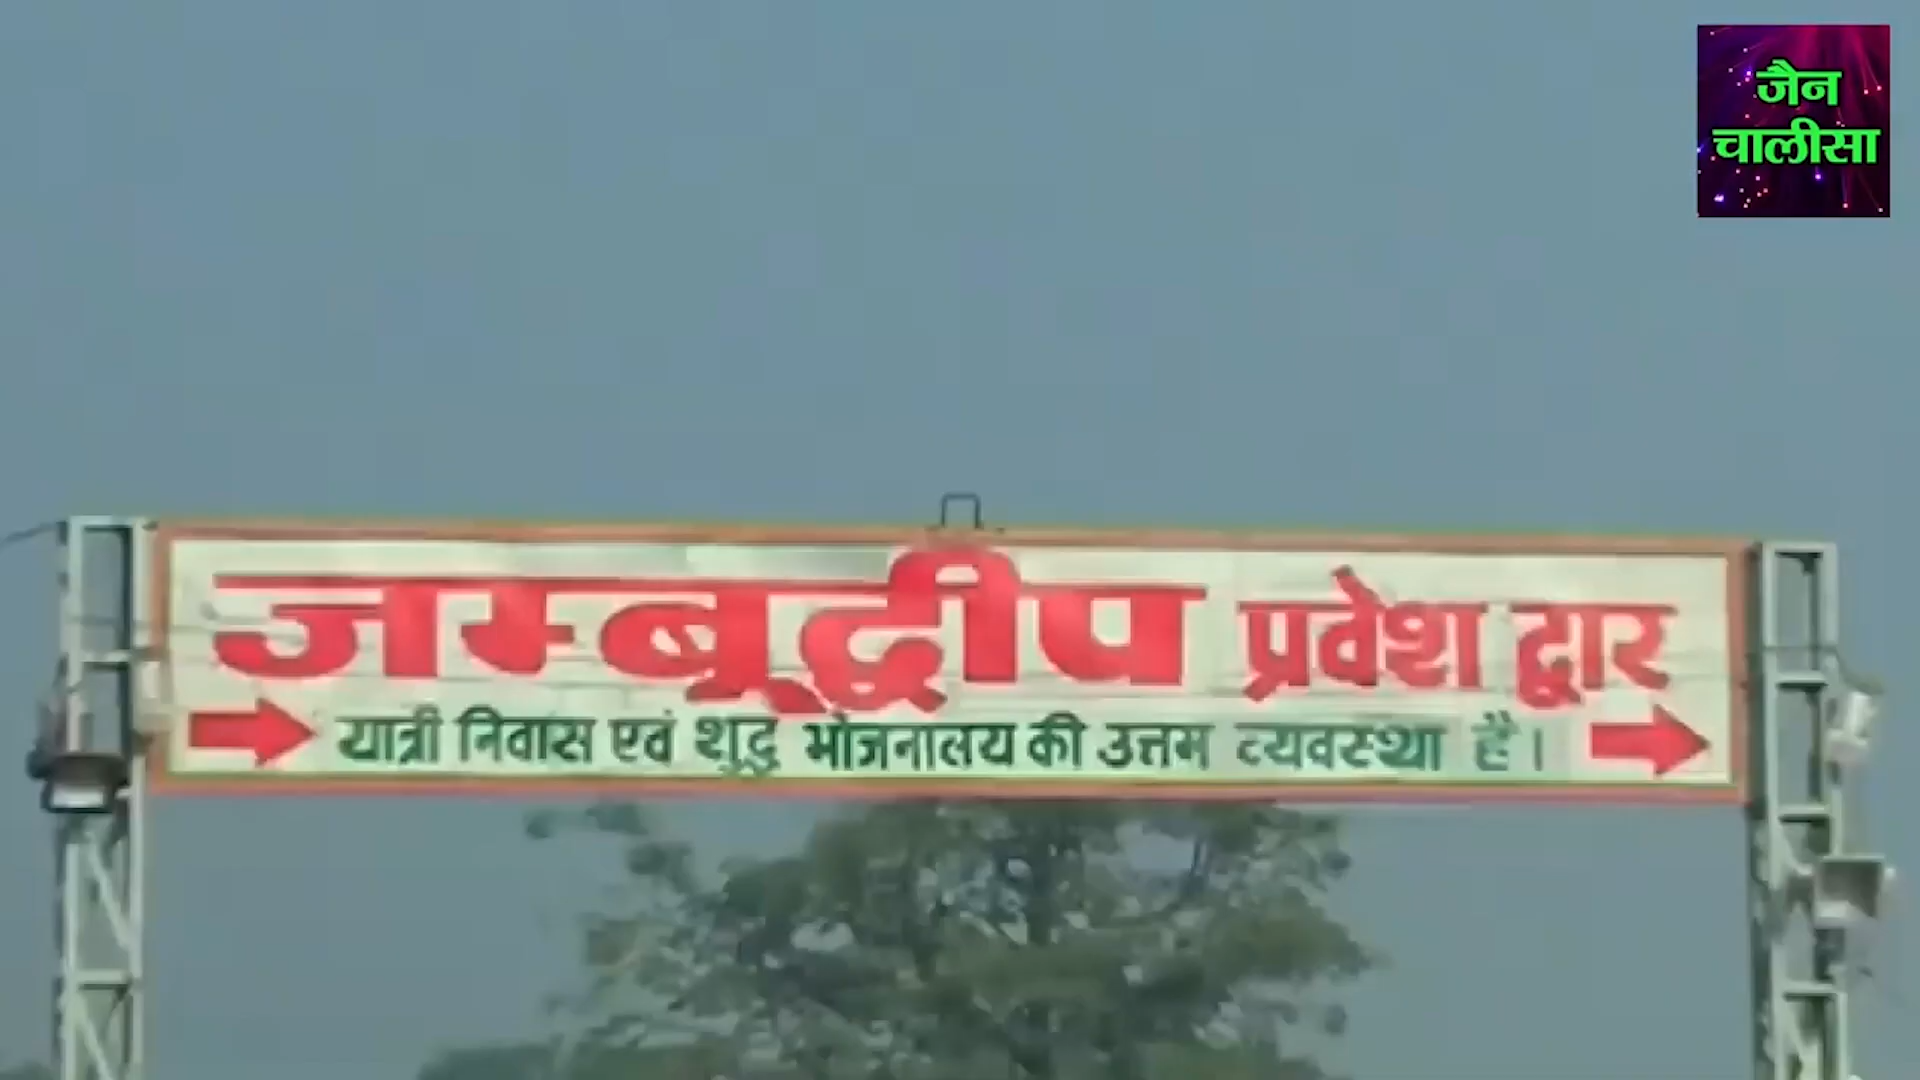 जैन
चालीसा
जम्बूद्वीप प्रवेश द्वार
यात्री निवास एवं शुद्ध भोजनालय की उत्तम व्यवस्था है।